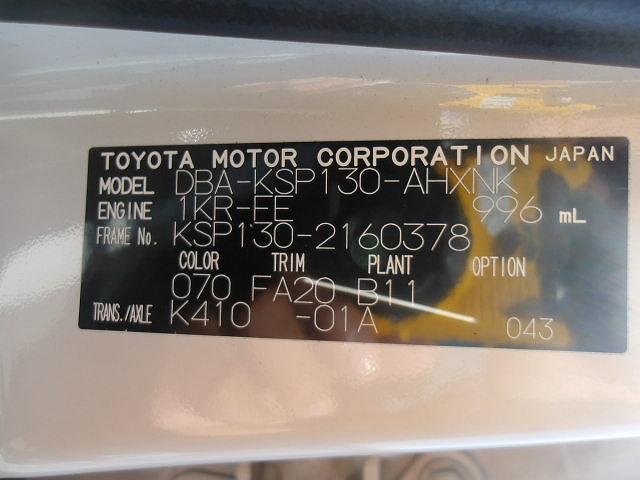 TOYOTA MOTOR CORPORATION JAPAN
MODEL DBA-KSP130-AHXNK
ENGINE 1KR-FE 996 mL
FRAME No. KSP130-2160378
COLOR TRIM PLANT OPTION
070 FA20 B11
TRANS./AXLE K410 -01A 043